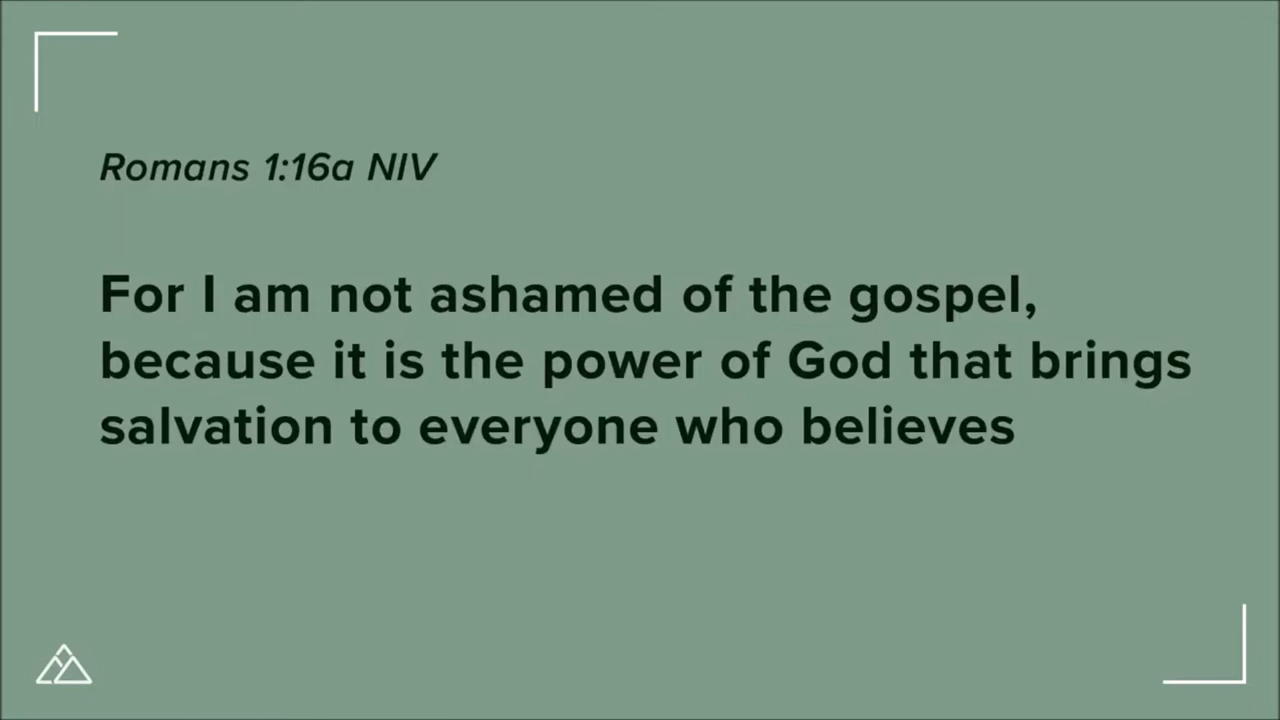 Romans 1:16a NIV
For I am not ashamed of the gospel,
because it is the power of God that brings
salvation to everyone who believes